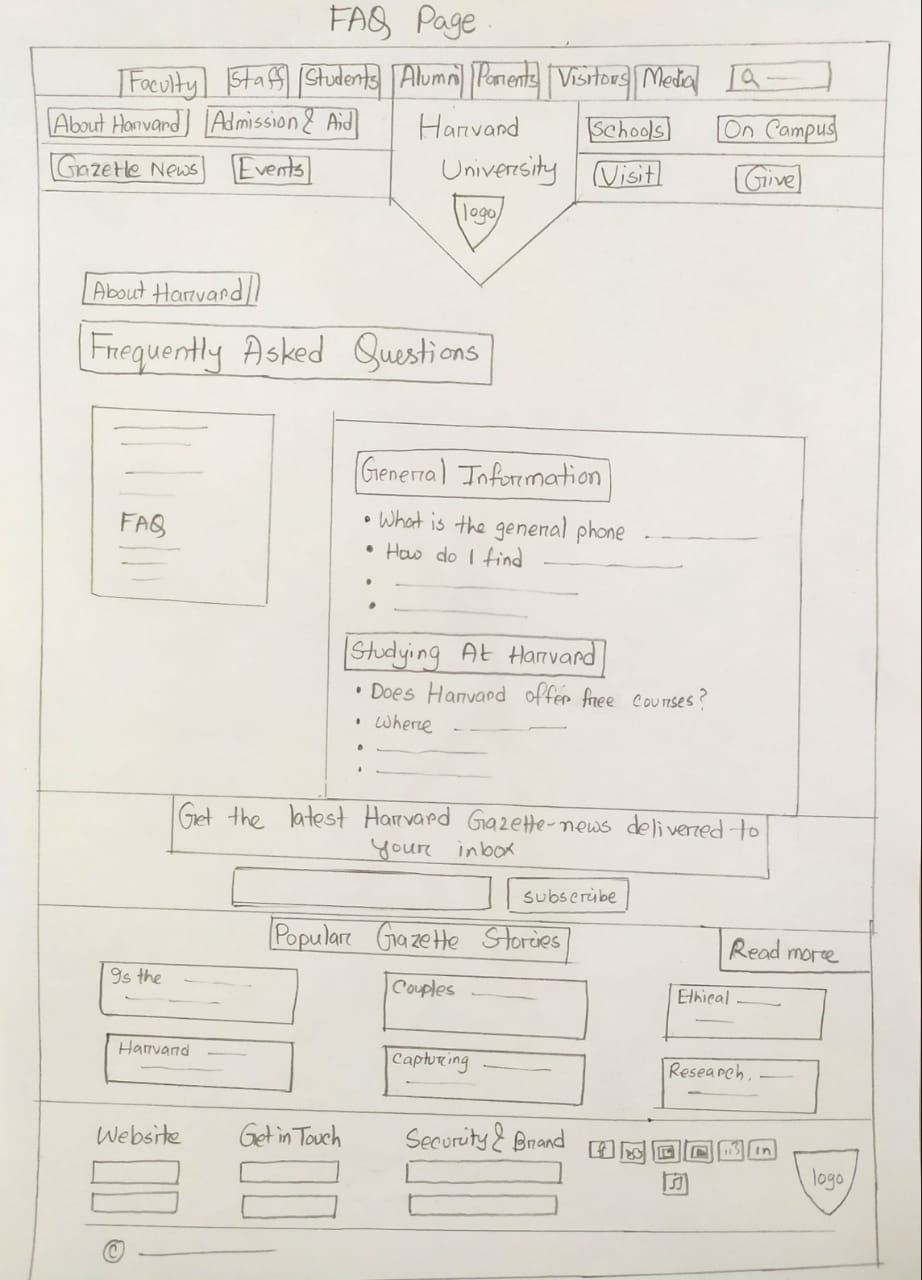 FAQ Page.
Faculty Staff Students Alumni Parents Visitors Media
About Harvard Admission & Aid Harvard Schools On Campus
Gazette News Events University Visit Give
logo
About Harvard
Frequently Asked Questions
General Information
FAQ
• What is the general phone
• How do I find
Studying At Harvard
• Does Harvard offer free courses?
• Where
Get the latest Harvard Gazette-news delivered to
your inbox
subscribe
Popular Gazette Stories Read more
Is the Couples Ethical
Harvard Capturing Research.
Website Get in Touch Security & Brand in
logo
©